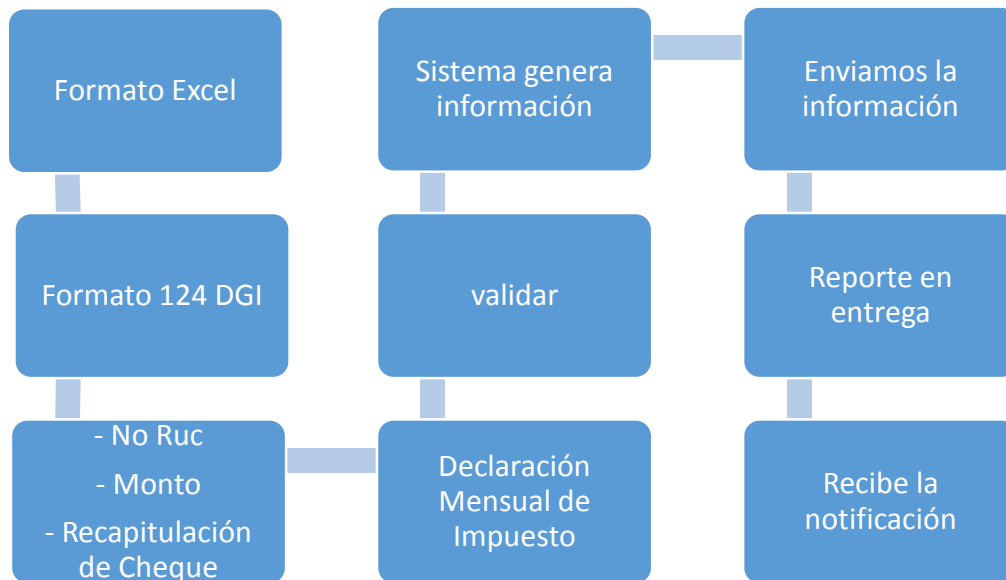 Formato Excel
Formato 124 DGI
- No Ruc
- Monto
- Recapitulación
de Cheque
Declaración
Mensual de
Impuesto
validar
Sistema genera
información
Enviamos la
información
Reporte en
entrega
Recibe la
notificación